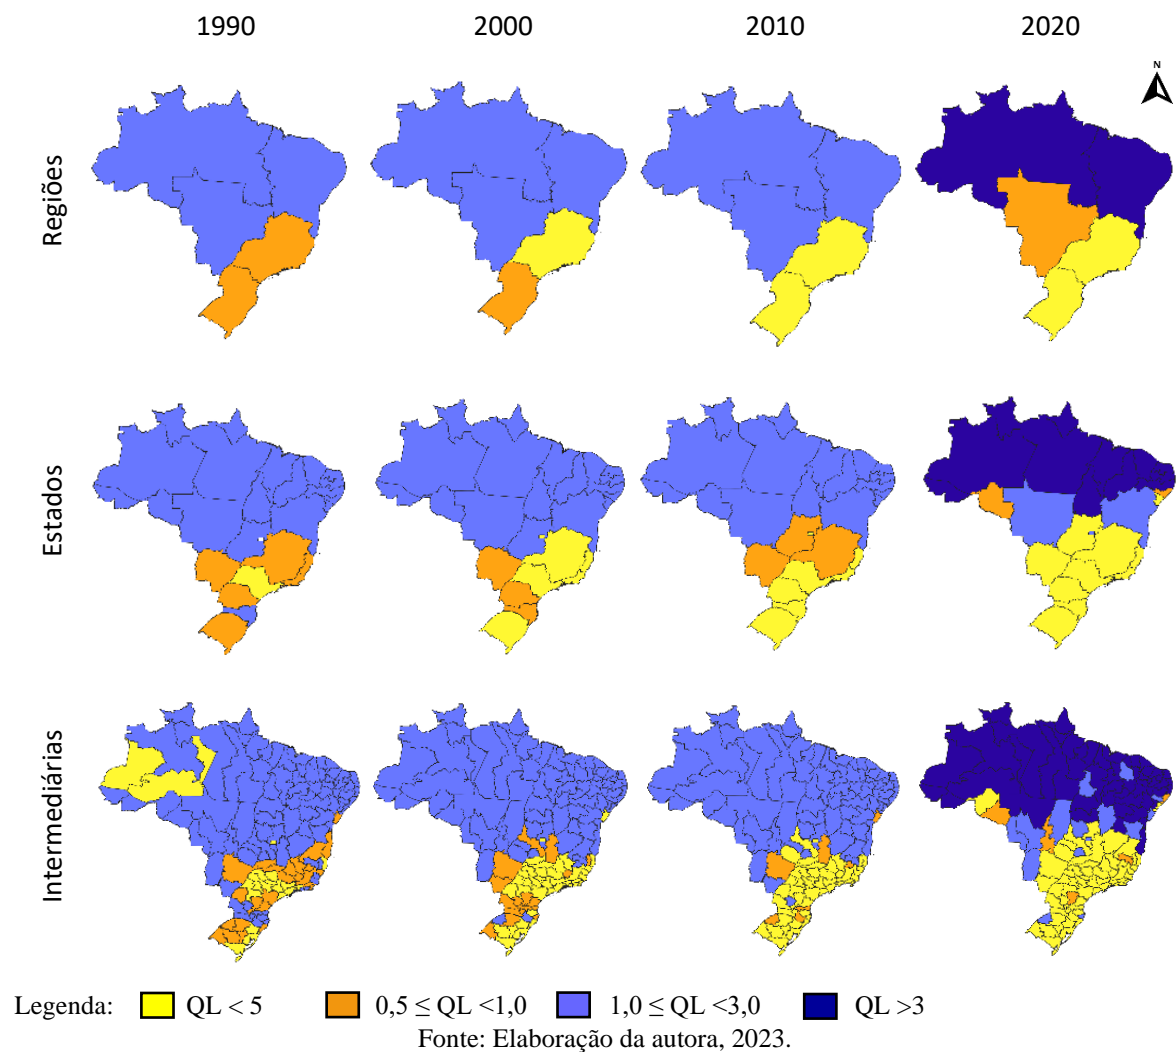 1990 2000 2010 2020
N
Regiões
Estados
Intermediárias
Legenda: QL < 5 0,5 ≤ QL <1,0 1,0 ≤ QL <3,0 QL >3
Fonte: Elaboração da autora, 2023.